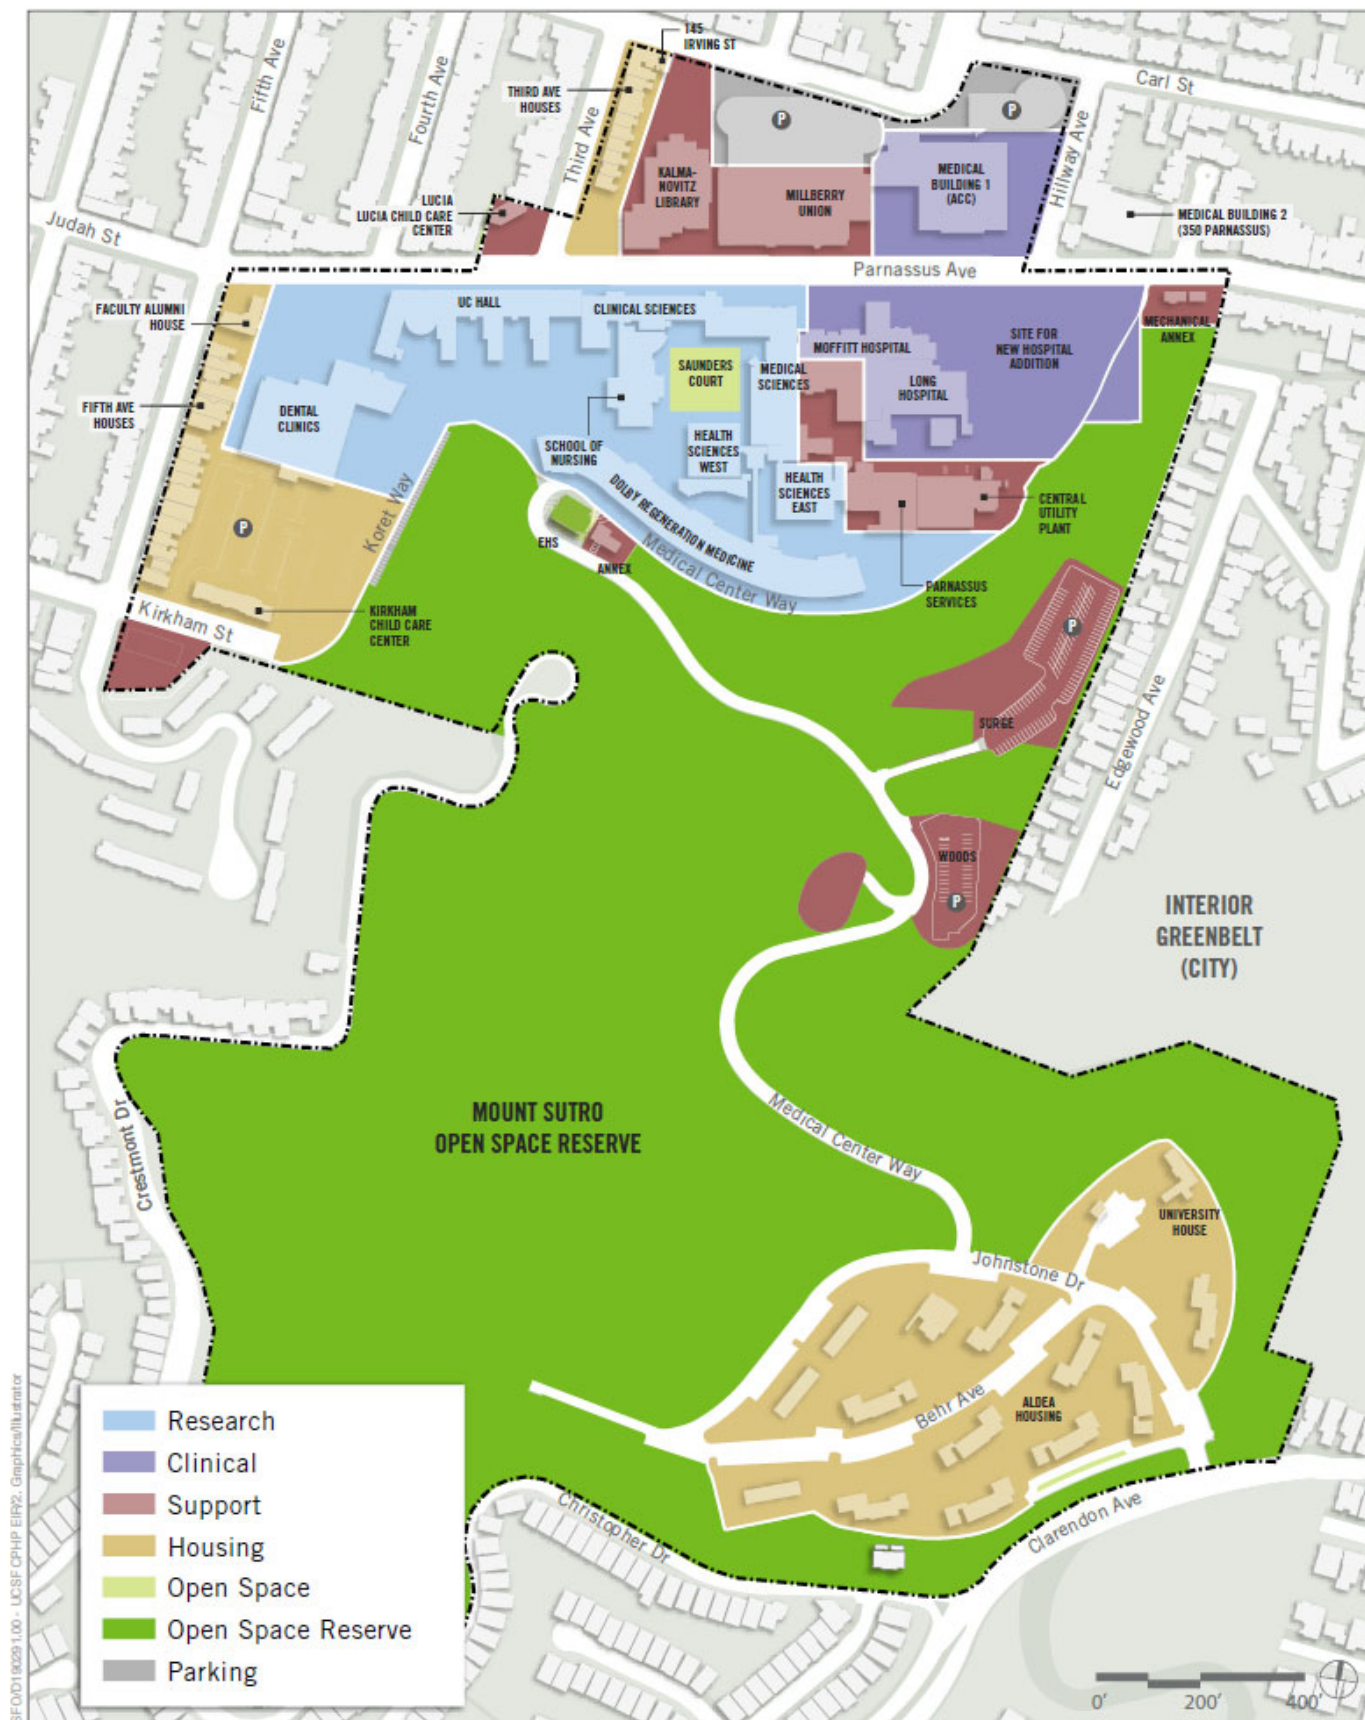 145
IRVING ST
Carl St
Fifth Ave
Fourth Ave
THIRD AVE
HOUSES
Third Ave
P
P
Hillway Ave
KALMA-
NOVITZ
LIBRARY
MILLBERRY
UNION
MEDICAL
BUILDING 1
(ACC)
LUCIA
LUCIA CHILD CARE
CENTER
MEDICAL BUILDING 2
(350 PARNASSUS)
Judah St
Parnassus Ave
FACULTY ALUMNI
HOUSE
UC HALL
CLINICAL SCIENCES
MECHANICAL
ANNEX
MOFFITT HOSPITAL
SITE FOR
NEW HOSPITAL
ADDITION
SAUNDERS
COURT
MEDICAL
SCIENCES
LONG
HOSPITAL
FIFTH AVE
HOUSES
DENTAL
CLINICS
SCHOOL OF
NURSING
HEALTH
SCIENCES
WEST
HEALTH
SCIENCES
EAST
DOLBY REGENERATION MEDICINE
CENTRAL
UTILITY
PLANT
P
Koret Way
EHS
ANNEX
Medical Center Way
PARNASSUS
SERVICES
Kirkham St
KIRKHAM
CHILD CARE
CENTER
P
SURGE
Edgewood Ave
WOODS
P
INTERIOR
GREENBELT
(CITY)
Crestmont Dr
MOUNT SUTRO
OPEN SPACE RESERVE
Medical Center Way
UNIVERSITY
HOUSE
Johnstone Dr
Behr Ave
ALDEA
HOUSING
Christopher Dr
Clarendon Ave
Research
Clinical
Support
Housing
Open Space
Open Space Reserve
Parking
0'
200'
400'